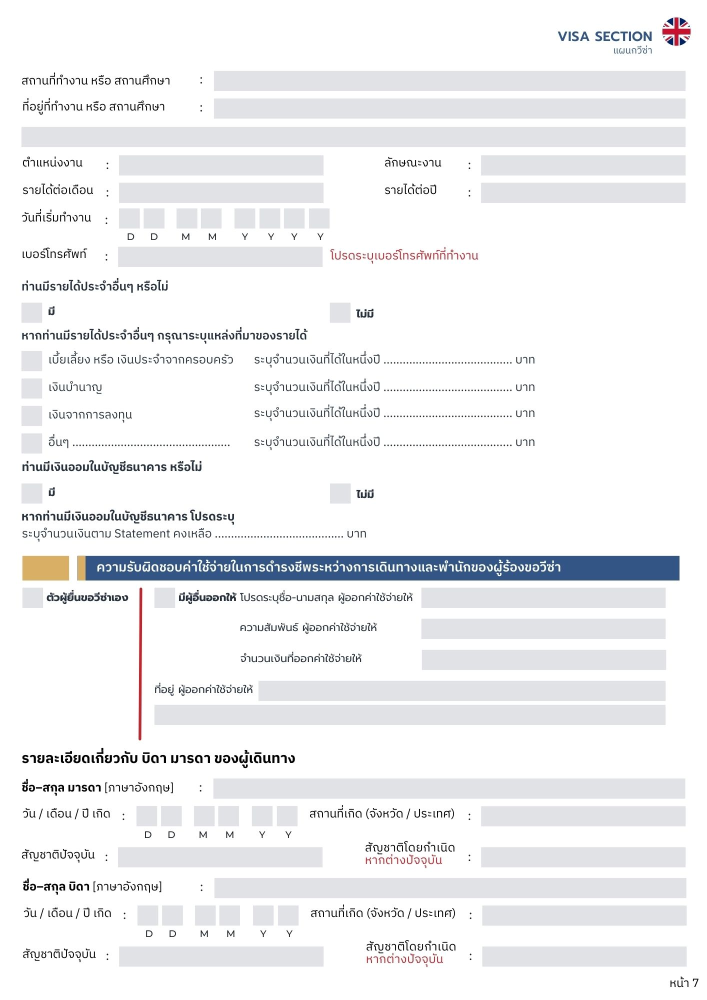 VISA SECTION
แผนกวีซ่า
สถานที่ทำงาน หรือ สถานศึกษา :
ที่อยู่ที่ทำงาน หรือ สถานศึกษา :
ตำแหน่งงาน : ลักษณะงาน :
รายได้ต่อเดือน : รายได้ต่อปี :
วันที่เริ่มทำงาน :
D D M M Y Y Y Y
เบอร์โทรศัพท์ : โปรดระบุเบอร์โทรศัพท์ที่ทำงาน
ท่านมีรายได้ประจำอื่นๆ หรือไม่
มี ไม่มี
หากท่านมีรายได้ประจำอื่นๆ กรุณาระบุแหล่งที่มาของรายได้
เบี้ยเลี้ยง หรือ เงินประจำจากครอบครัว ระบุจำนวนเงินที่ได้ในหนึ่งปี ........................................ บาท
เงินบำนาญ ระบุจำนวนเงินที่ได้ในหนึ่งปี ........................................ บาท
เงินจากการลงทุน ระบุจำนวนเงินที่ได้ในหนึ่งปี ........................................ บาท
อื่นๆ ................................................. ระบุจำนวนเงินที่ได้ในหนึ่งปี ........................................ บาท
ท่านมีเงินออมในบัญชีธนาคาร หรือไม่
มี ไม่มี
หากท่านมีเงินออมในบัญชีธนาคาร โปรดระบุ
ระบุจำนวนเงินตาม Statement คงเหลือ ........................................ บาท
ความรับผิดชอบค่าใช้จ่ายในการดำรงชีพระหว่างการเดินทางและพำนักของผู้ร้องขอวีซ่า
ตัวผู้ยื่นขอวีซ่าเอง มีผู้อื่นออกให้ โปรดระบุชื่อ-นามสกุล ผู้ออกค่าใช้จ่ายให้
ความสัมพันธ์ ผู้ออกค่าใช้จ่ายให้
จำนวนเงินที่ออกค่าใช้จ่ายให้
ที่อยู่ ผู้ออกค่าใช้จ่ายให้
รายละเอียดเกี่ยวกับ บิดา มารดา ของผู้เดินทาง
ชื่อ–สกุล มารดา [ภาษาอังกฤษ] :
วัน / เดือน / ปี เกิด : สถานที่เกิด (จังหวัด / ประเทศ) :
D D M M Y Y
สัญชาติปัจจุบัน : สัญชาติโดยกำเนิด :
หากต่างปัจจุบัน
ชื่อ–สกุล บิดา [ภาษาอังกฤษ] :
วัน / เดือน / ปี เกิด : สถานที่เกิด (จังหวัด / ประเทศ) :
D D M M Y Y
สัญชาติปัจจุบัน : สัญชาติโดยกำเนิด :
หากต่างปัจจุบัน
หน้า 7